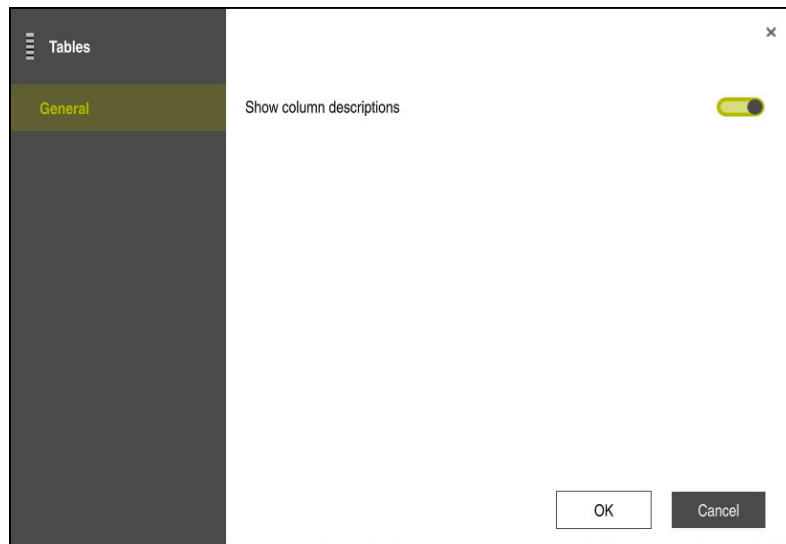 Tables
General
Show column descriptions
OK
Cancel